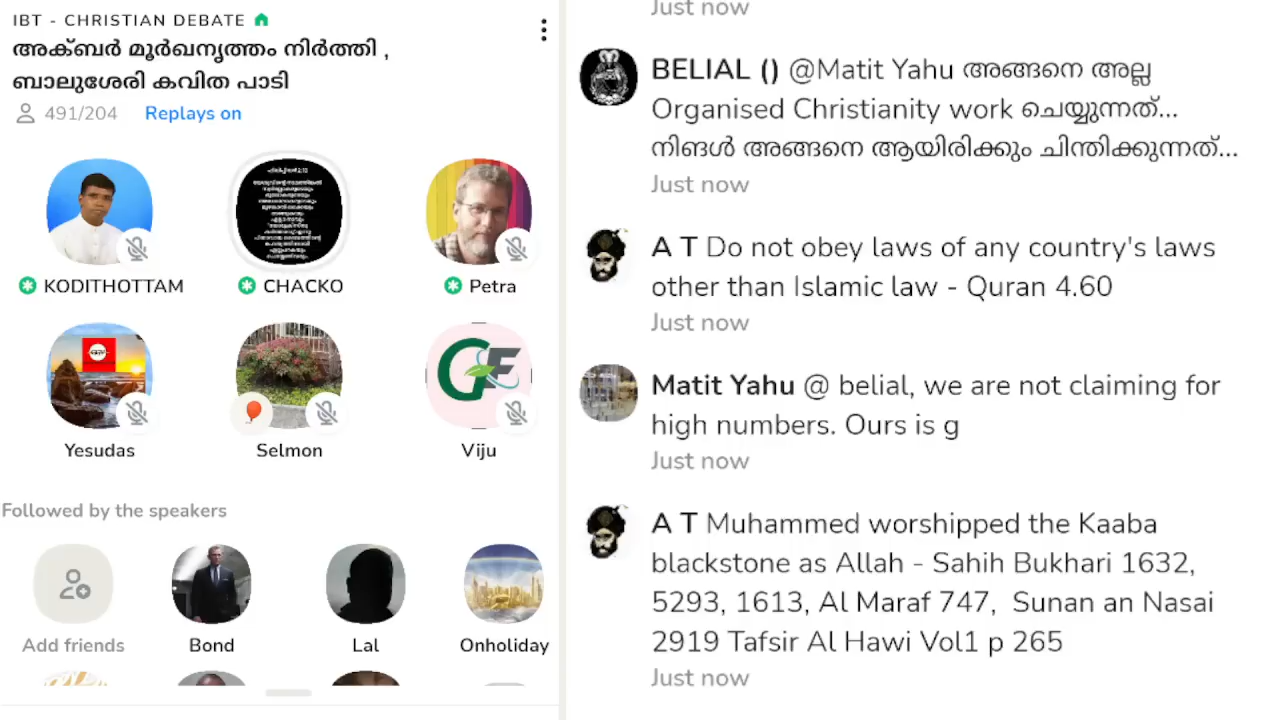 IBT - CHRISTIAN DEBATE
അക്ബർ മൂർഖനൃത്തം നിർത്തി ,
ബാലുശേരി കവിത പാടി
491/204 Replays on
KODITHOTTAM
CHACKO
Petra
Yesudas
Selmon
Viju
Followed by the speakers
Add friends
Bond
Lal
Onholiday
Just now
BELIAL () @Matit Yahu അങ്ങനെ അല്ല
Organised Christianity work ചെയ്യുന്നത്...
നിങൾ അങ്ങനെ ആയിരിക്കും ചിന്തിക്കുന്നത്...
Just now
A T Do not obey laws of any country's laws
other than Islamic law - Quran 4.60
Just now
Matit Yahu @ belial, we are not claiming for
high numbers. Ours is g
Just now
A T Muhammed worshipped the Kaaba
blackstone as Allah - Sahih Bukhari 1632,
5293, 1613, Al Maraf 747, Sunan an Nasai
2919 Tafsir Al Hawi Vol1 p 265
Just now